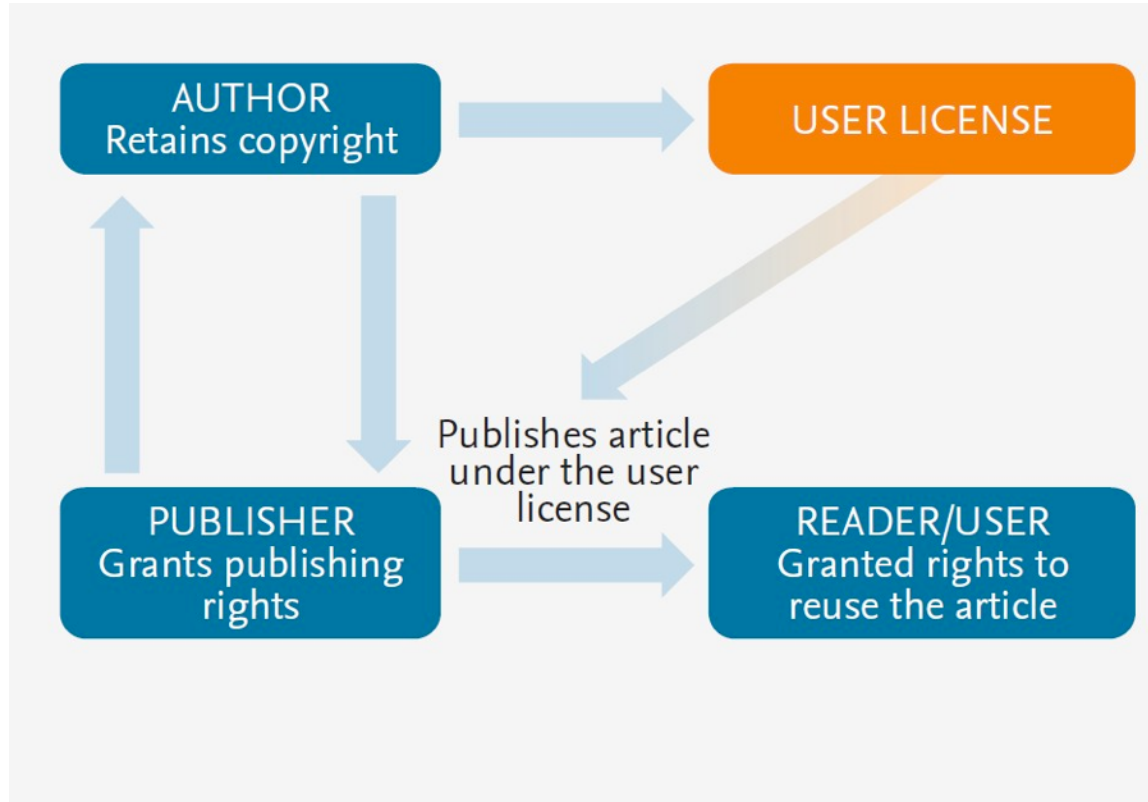 AUTHOR
Retains copyright
USER LICENSE
Publishes article
under the user
license
PUBLISHER
Grants publishing
rights
READER/USER
Granted rights to
reuse the article